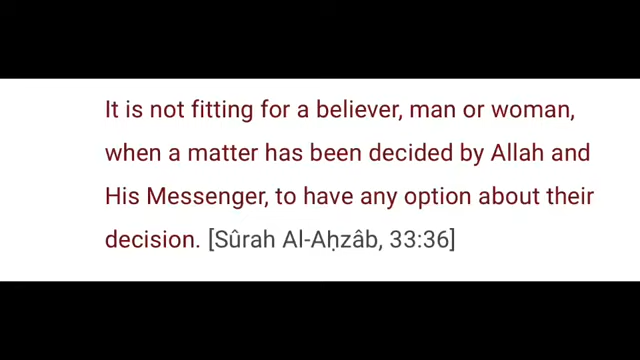 It is not fitting for a believer, man or woman,
when a matter has been decided by Allah and
His Messenger, to have any option about their
decision. [Sûrah Al-Aḥzâb, 33:36]